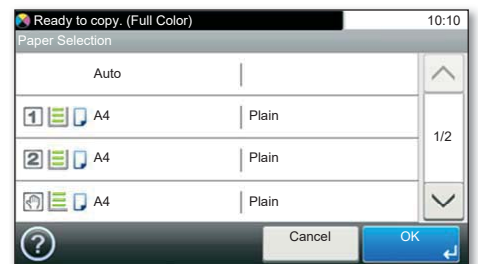 Ready to copy. (Full Color) 10:10
Paper Selection
Auto
1 A4 Plain
2 A4 Plain
A4 Plain
1/2
? Cancel OK